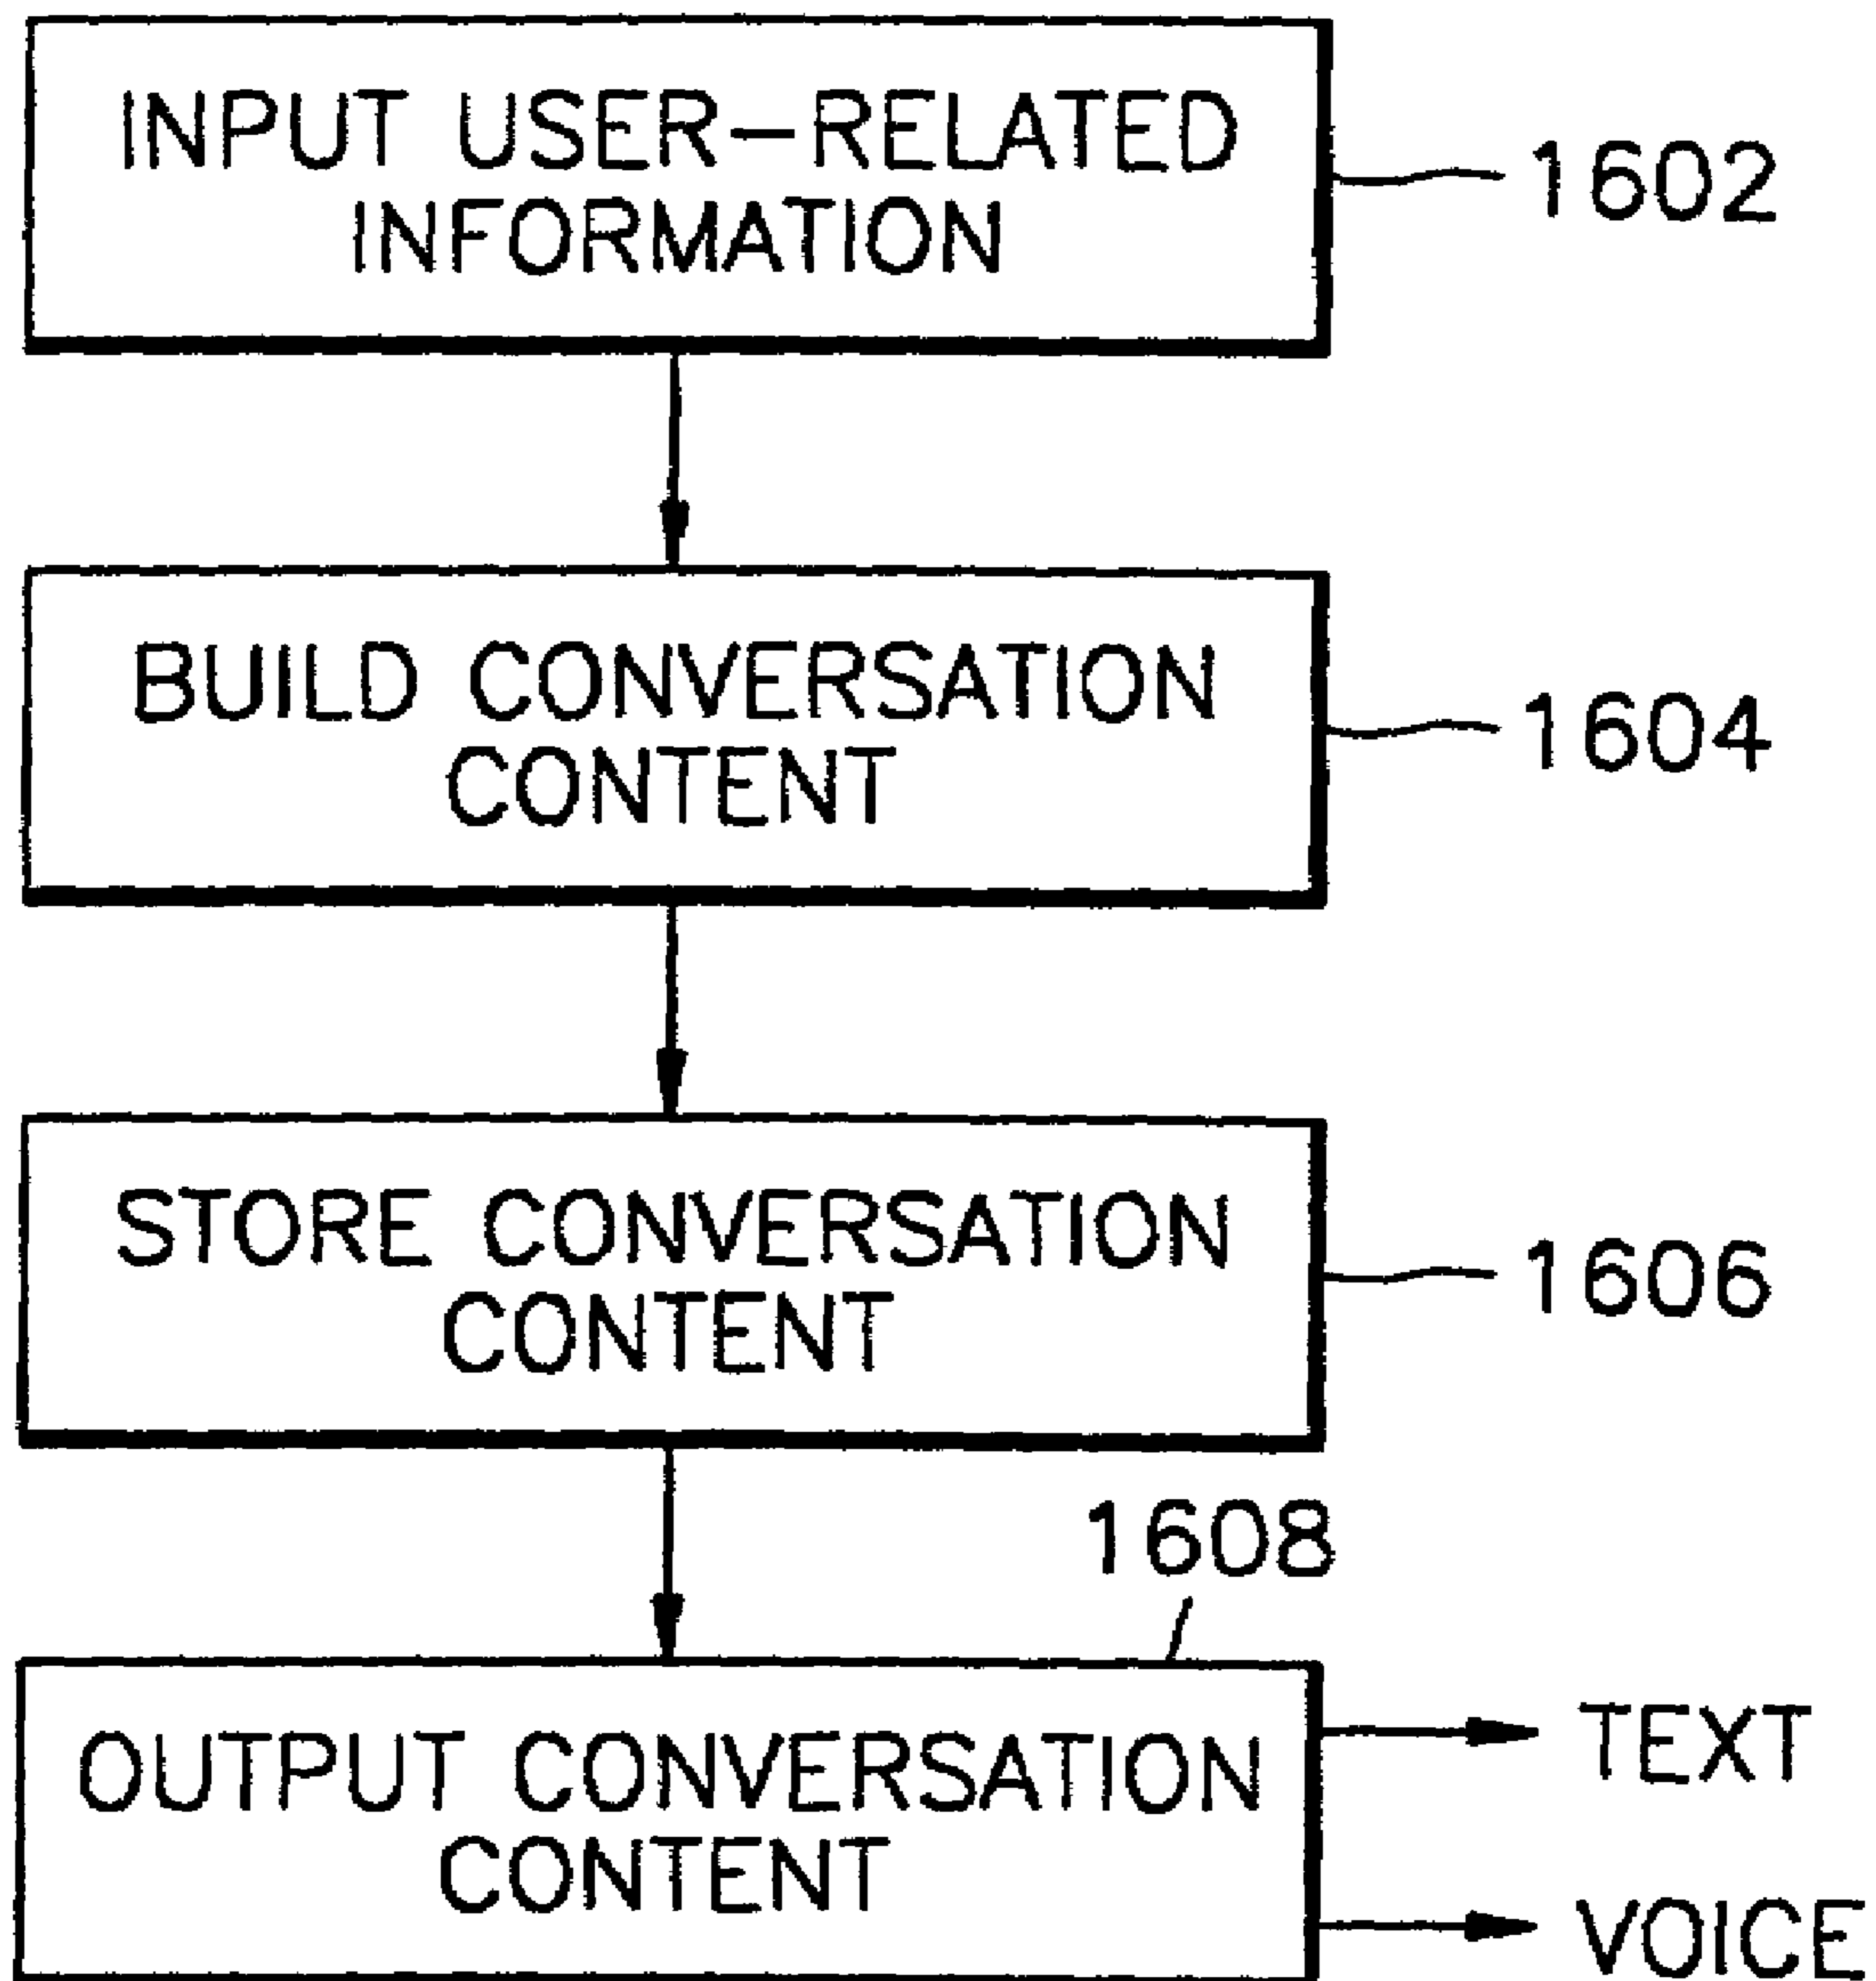 INPUT USER-RELATED
INFORMATION
1602
BUILD CONVERSATION
CONTENT
1604
STORE CONVERSATION
CONTENT
1606
1608
OUTPUT CONVERSATION
CONTENT
TEXT
VOICE